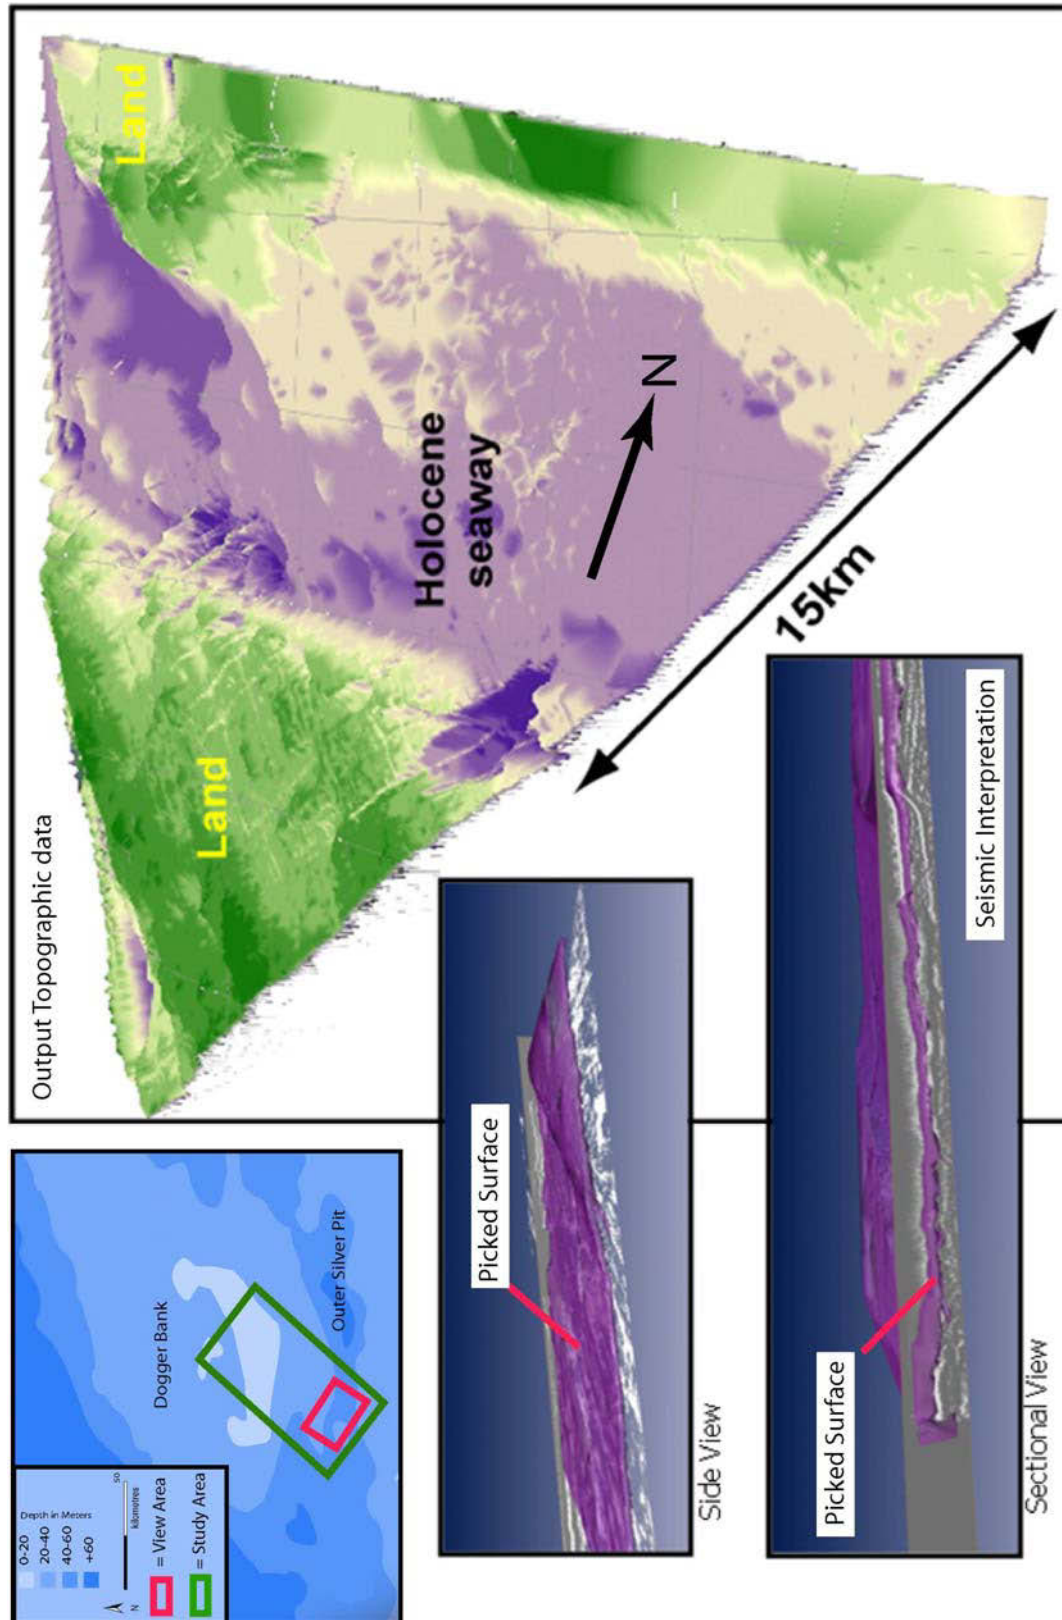 Depth in Meters
0-20
20-40
40-60
+60
50
kilometres
N
= View Area
= Study Area
Dogger Bank
Outer Silver Pit
Output Topographic data
Land
Land
Holocene
seaway
N
15km
Picked Surface
Side View
Picked Surface
Seismic Interpretation
Sectional View